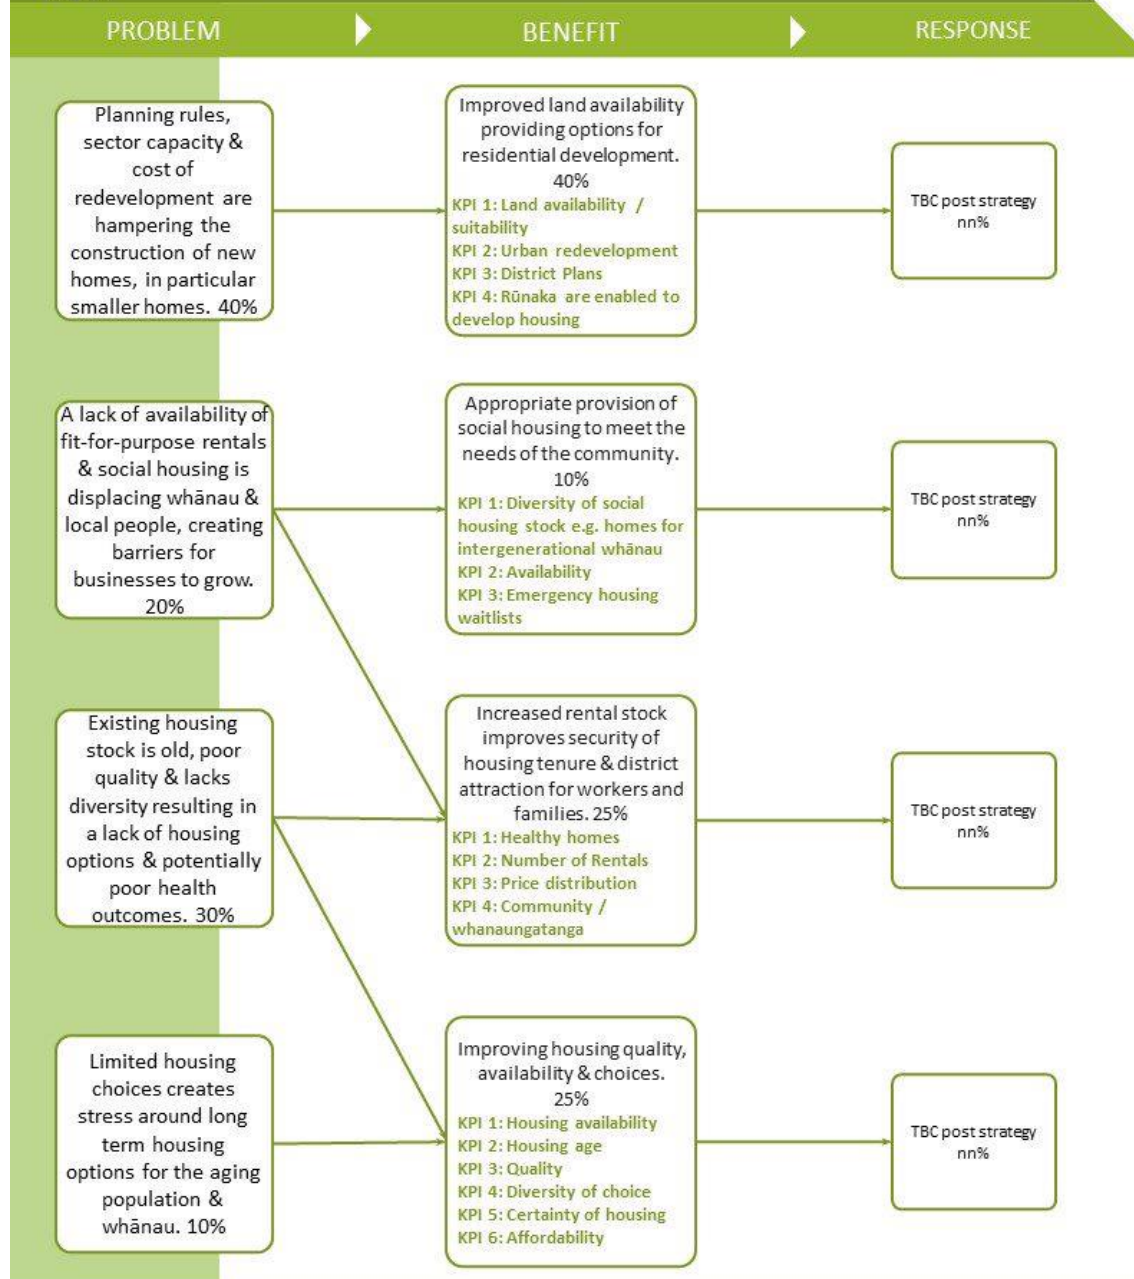 PROBLEM
BENEFIT
RESPONSE
Planning rules,
sector capacity &
cost of
redevelopment are
hampering the
construction of new
homes, in particular
smaller homes. 40%
Improved land availability
providing options for
residential development.
40%
KPI 1: Land availability /
suitability
KPI 2: Urban redevelopment
KPI 3: District Plans
KPI 4: Rūnaka are enabled to
develop housing
TBC post strategy
nn%
A lack of availability of
fit-for-purpose rentals
& social housing is
displacing whānau &
local people, creating
barriers for
businesses to grow.
20%
Appropriate provision of
social housing to meet the
needs of the community.
10%
KPI 1: Diversity of social
housing stock e.g. homes for
intergenerational whānau
KPI 2: Availability
KPI 3: Emergency housing
waitlists
TBC post strategy
nn%
Existing housing
stock is old, poor
quality & lacks
diversity resulting in
a lack of housing
options & potentially
poor health
outcomes. 30%
Increased rental stock
improves security of
housing tenure & district
attraction for workers and
families. 25%
KPI 1: Healthy homes
KPI 2: Number of Rentals
KPI 3: Price distribution
KPI 4: Community /
whanaungatanga
TBC post strategy
nn%
Limited housing
choices creates
stress around long
term housing
options for the aging
population &
whānau. 10%
Improving housing quality,
availability & choices.
25%
KPI 1: Housing availability
KPI 2: Housing age
KPI 3: Quality
KPI 4: Diversity of choice
KPI 5: Certainty of housing
KPI 6: Affordability
TBC post strategy
nn%